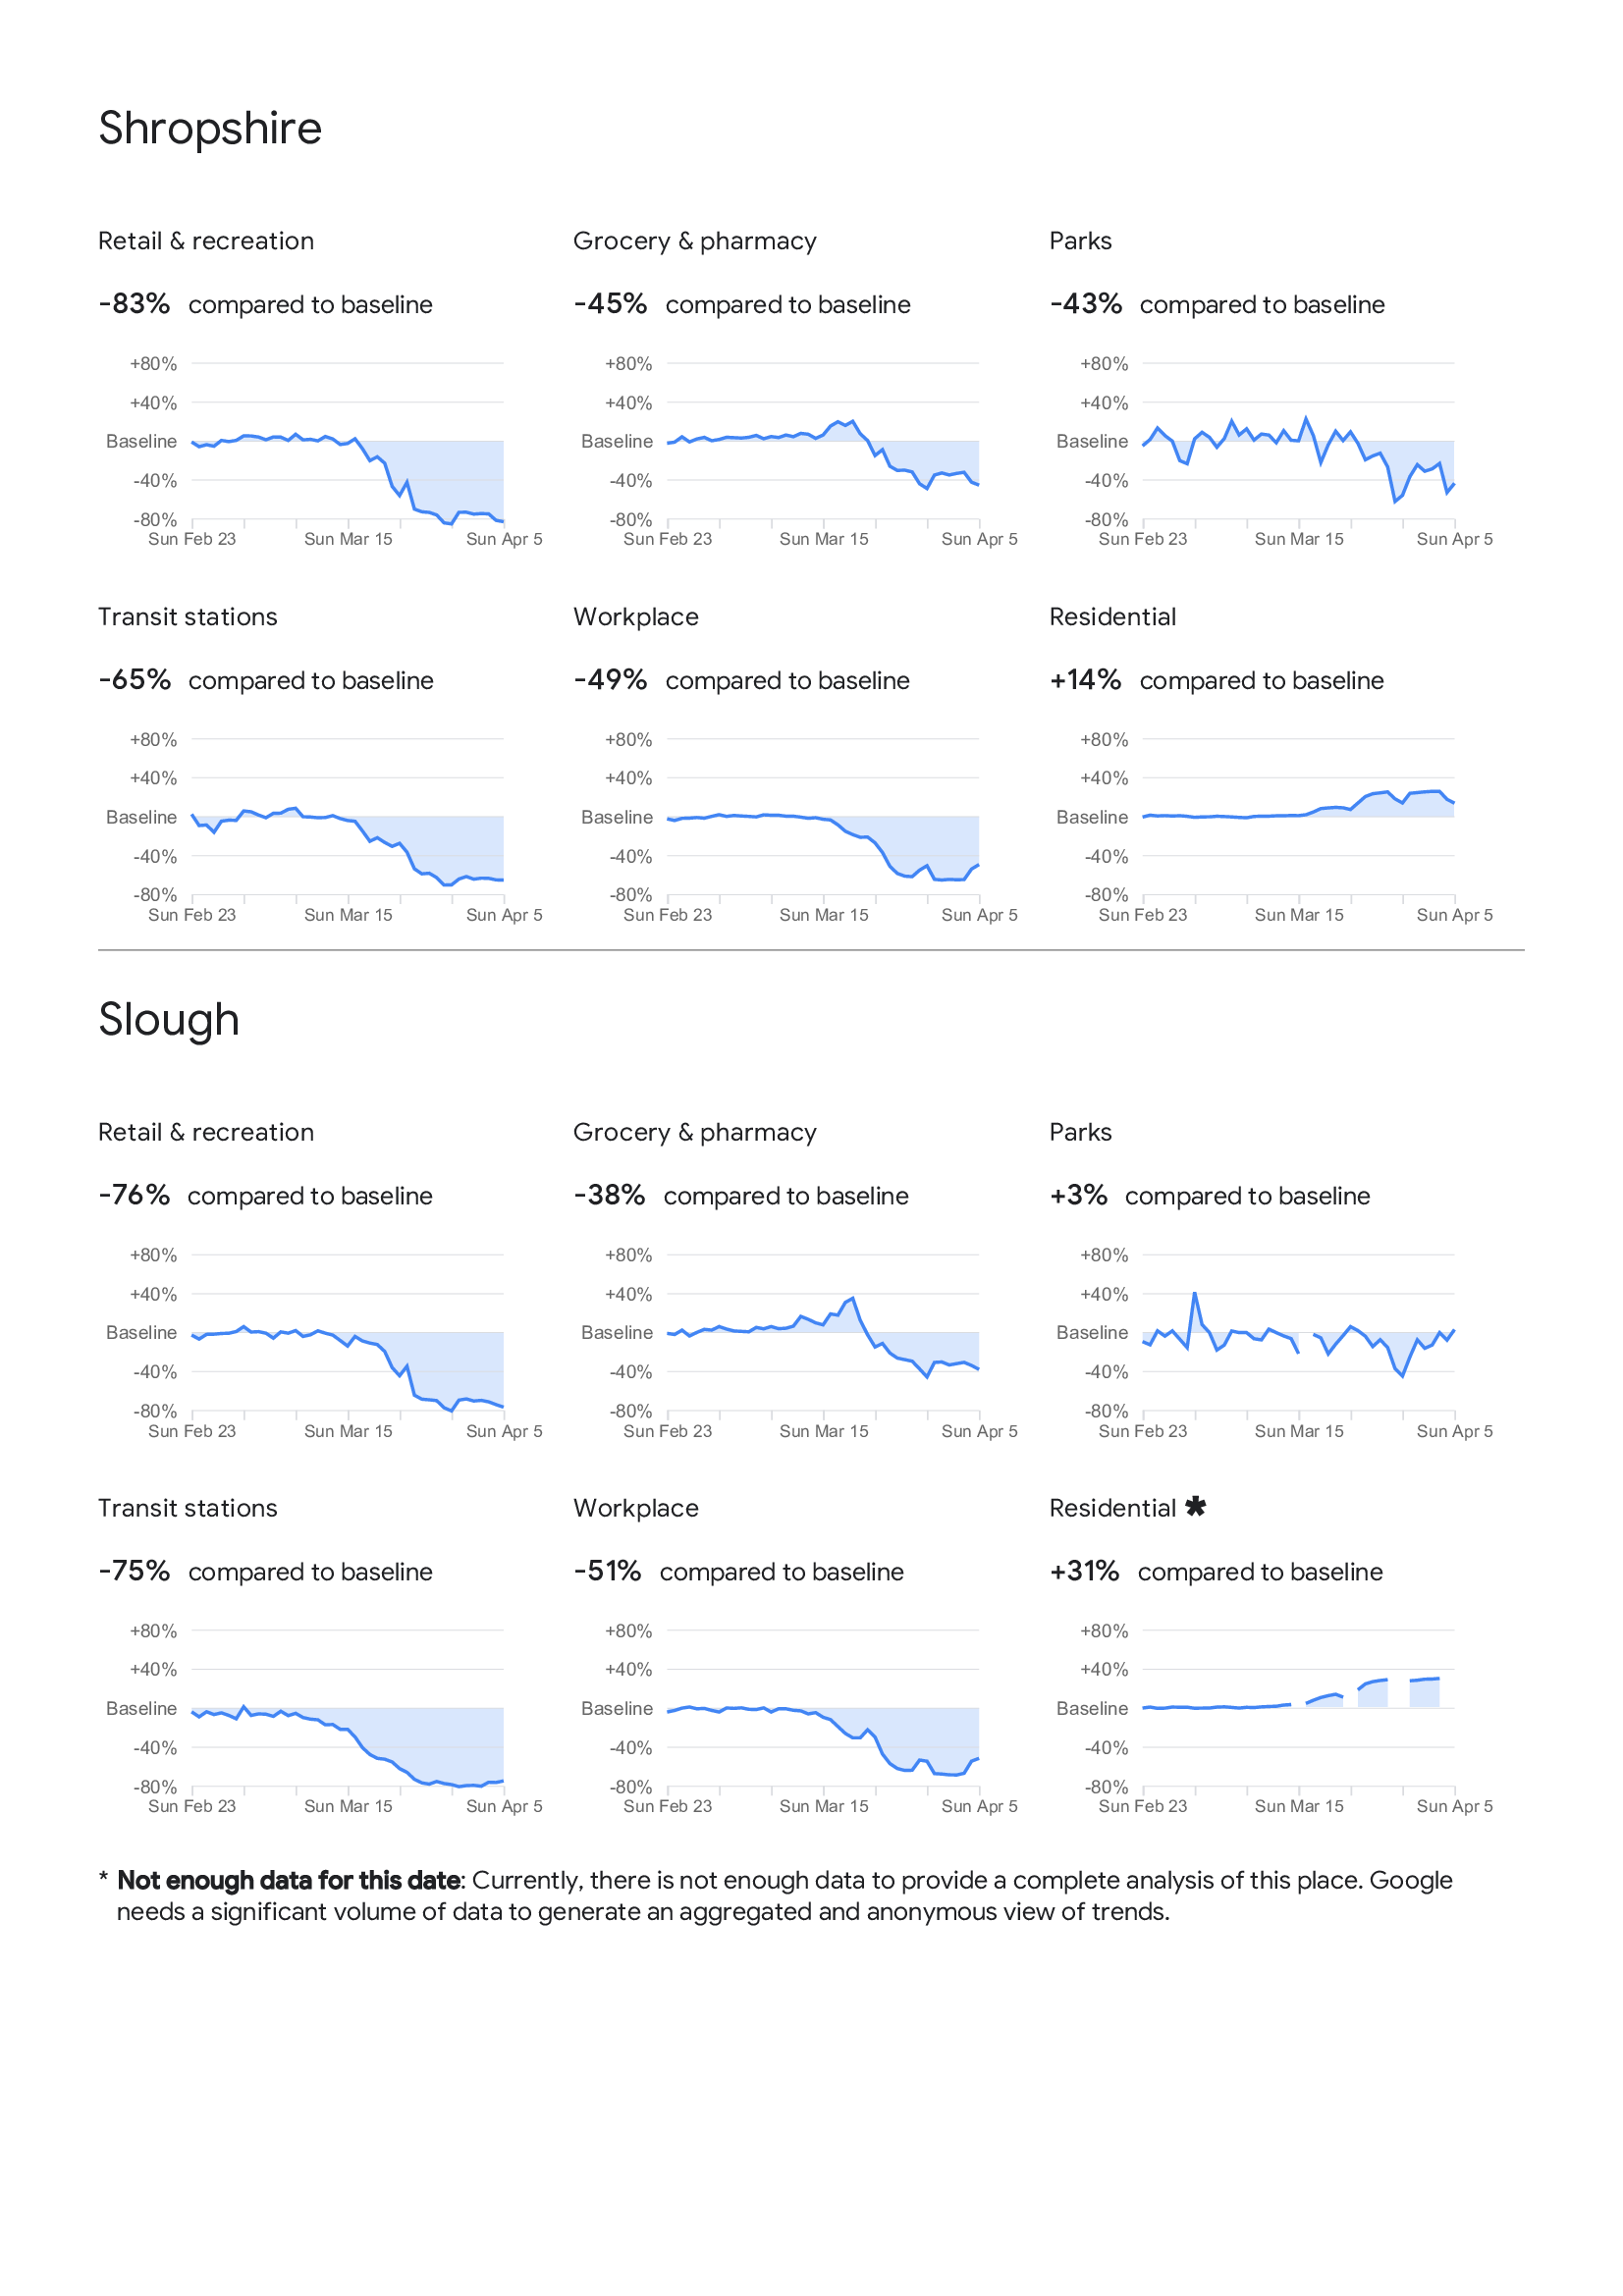 Shropshire
Retail & recreation
-83% compared to baseline
+80%
+40%
Baseline
-40%
-80%
Sun Feb 23 Sun Mar 15 Sun Apr 5
Grocery & pharmacy
-45% compared to baseline
+80%
+40%
Baseline
-40%
-80%
Sun Feb 23 Sun Mar 15 Sun Apr 5
Parks
-43% compared to baseline
+80%
+40%
Baseline
-40%
-80%
Sun Feb 23 Sun Mar 15 Sun Apr 5
Transit stations
-65% compared to baseline
+80%
+40%
Baseline
-40%
-80%
Sun Feb 23 Sun Mar 15 Sun Apr 5
Workplace
-49% compared to baseline
+80%
+40%
Baseline
-40%
-80%
Sun Feb 23 Sun Mar 15 Sun Apr 5
Residential
+14% compared to baseline
+80%
+40%
Baseline
-40%
-80%
Sun Feb 23 Sun Mar 15 Sun Apr 5
Slough
Retail & recreation
-76% compared to baseline
+80%
+40%
Baseline
-40%
-80%
Sun Feb 23 Sun Mar 15 Sun Apr 5
Grocery & pharmacy
-38% compared to baseline
+80%
+40%
Baseline
-40%
-80%
Sun Feb 23 Sun Mar 15 Sun Apr 5
Parks
+3% compared to baseline
+80%
+40%
Baseline
-40%
-80%
Sun Feb 23 Sun Mar 15 Sun Apr 5
Transit stations
-75% compared to baseline
+80%
+40%
Baseline
-40%
-80%
Sun Feb 23 Sun Mar 15 Sun Apr 5
Workplace
-51% compared to baseline
+80%
+40%
Baseline
-40%
-80%
Sun Feb 23 Sun Mar 15 Sun Apr 5
Residential *
+31% compared to baseline
+80%
+40%
Baseline
-40%
-80%
Sun Feb 23 Sun Mar 15 Sun Apr 5
* Not enough data for this date: Currently, there is not enough data to provide a complete analysis of this place. Google
needs a significant volume of data to generate an aggregated and anonymous view of trends.